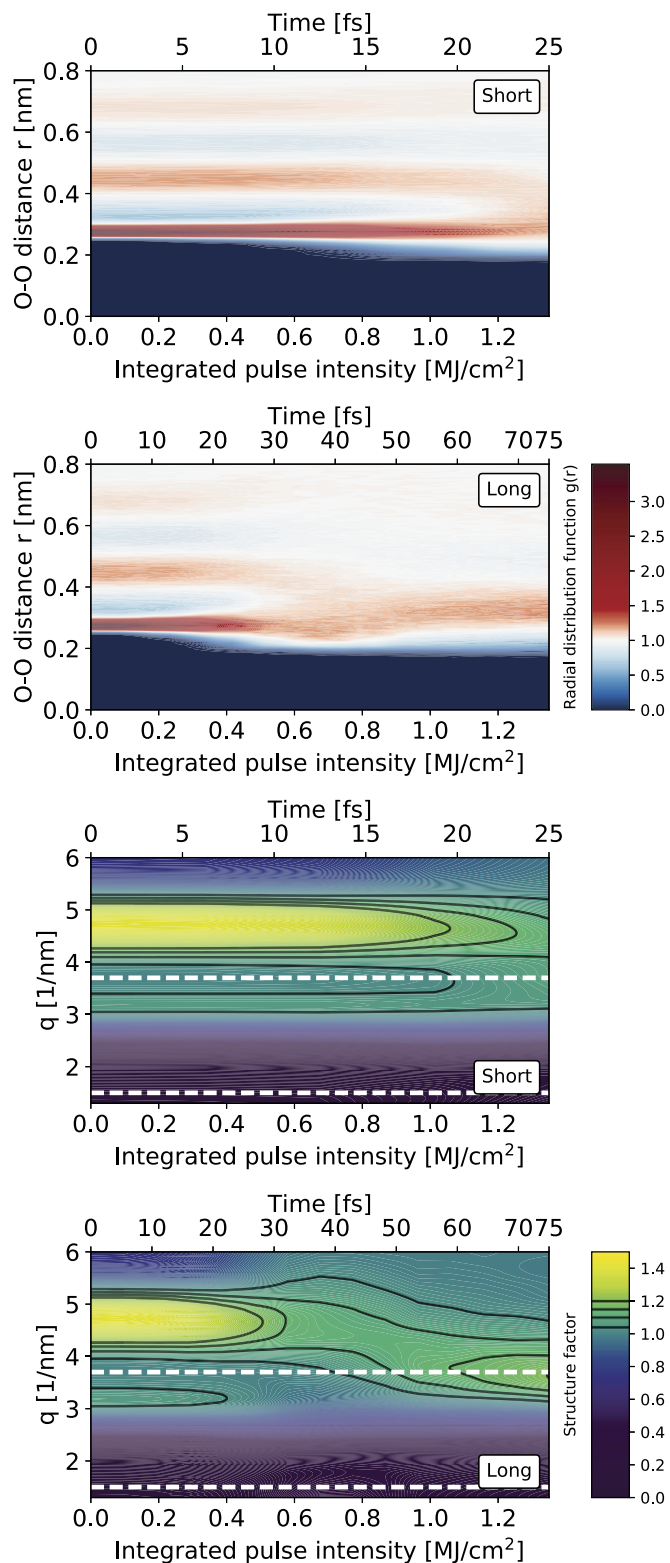 Time [fs]
0 5 10 15 20 25
0.8
0.6
0.4
0.2
0.0
O-O distance r [nm]
Short
0.0 0.2 0.4 0.6 0.8 1.0 1.2
Integrated pulse intensity [MJ/cm²]
Time [fs]
0 10 20 30 40 50 60 70 75
0.8
0.6
0.4
0.2
0.0
O-O distance r [nm]
Long
0.0 0.2 0.4 0.6 0.8 1.0 1.2
Integrated pulse intensity [MJ/cm²]
Radial distribution function g(r)
3.0
2.5
2.0
1.5
1.0
0.5
0.0
Time [fs]
0 5 10 15 20 25
6
5
4
3
2
q [1/nm]
Short
0.0 0.2 0.4 0.6 0.8 1.0 1.2
Integrated pulse intensity [MJ/cm²]
Time [fs]
0 10 20 30 40 50 60 70 75
6
5
4
3
2
q [1/nm]
Long
0.0 0.2 0.4 0.6 0.8 1.0 1.2
Integrated pulse intensity [MJ/cm²]
Structure factor
1.4
1.2
1.0
0.8
0.6
0.4
0.2
0.0